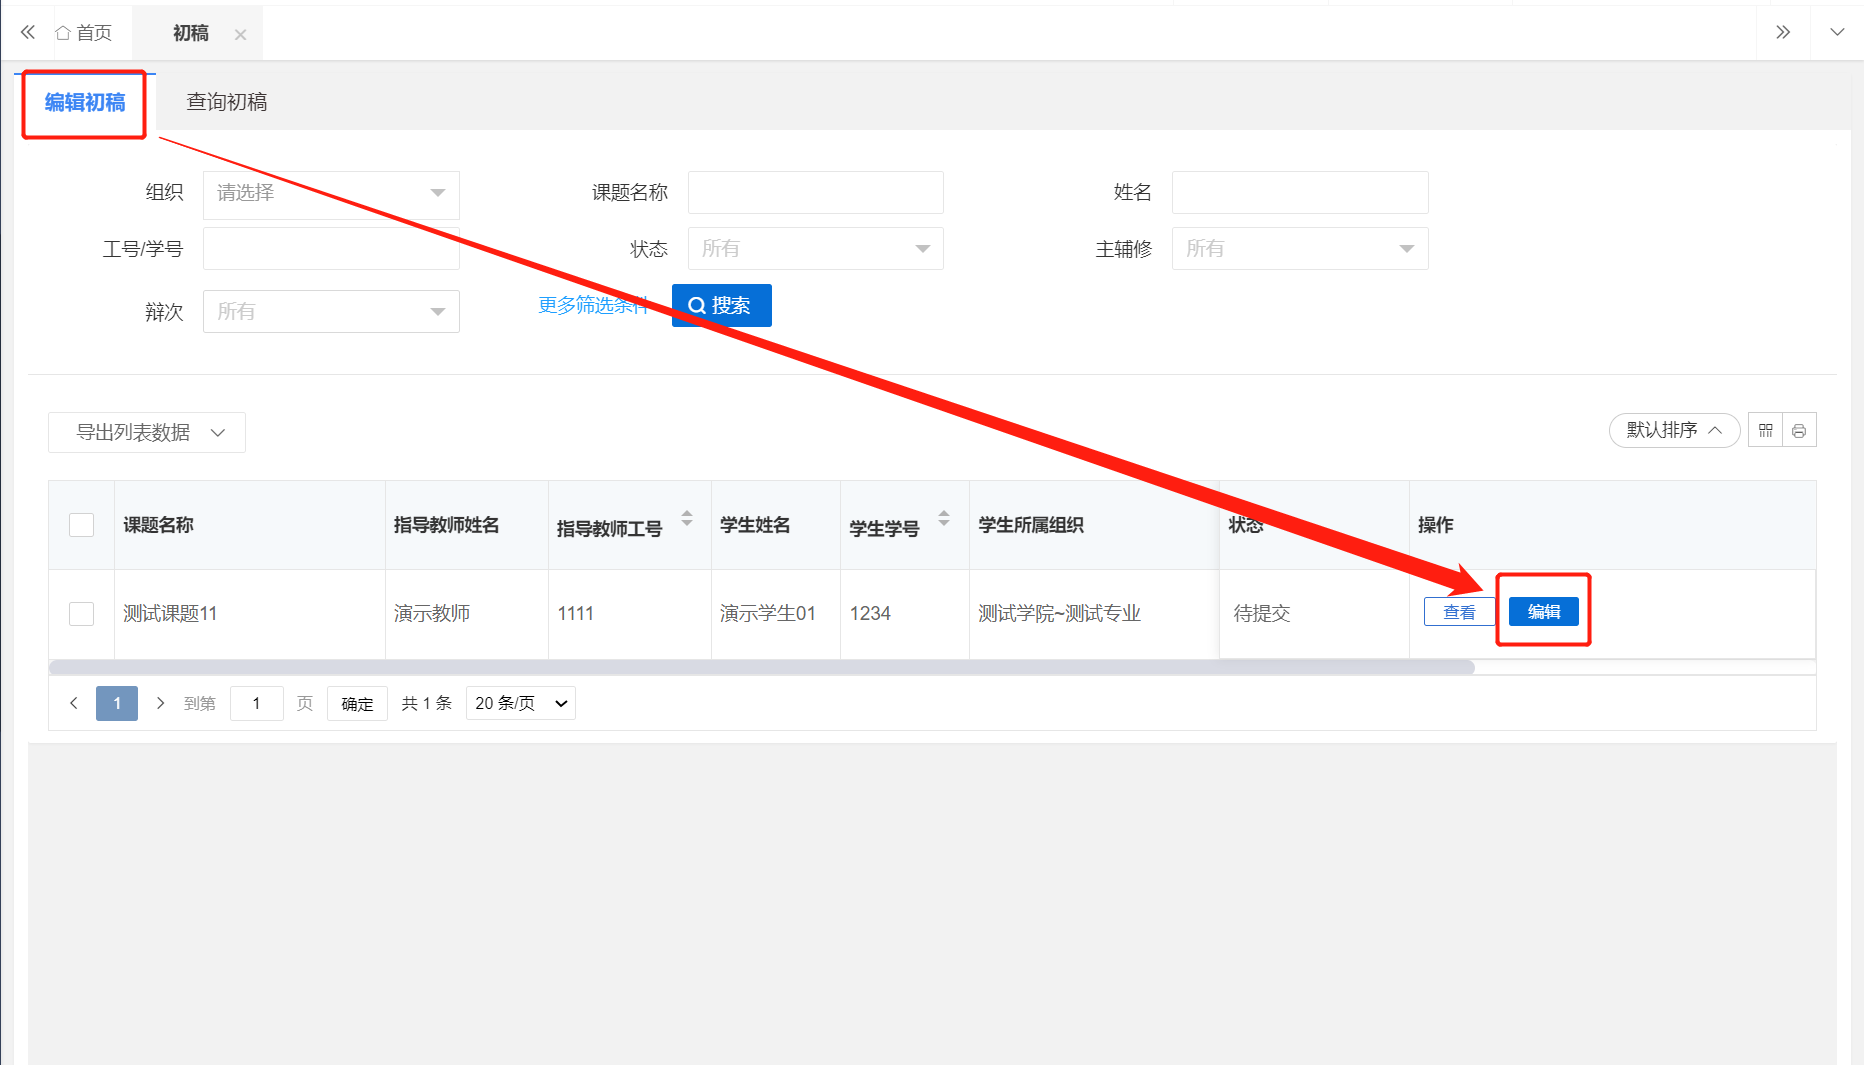 首页
初稿
编辑初稿
查询初稿
组织
请选择
课题名称
姓名
工号/学号
状态
所有
主辅修
所有
辩次
所有
更多筛选条件
搜索
导出列表数据
默认排序
课题名称
指导教师姓名
指导教师工号
学生姓名
学生学号
学生所属组织
状态
操作
测试课题11
演示教师
1111
演示学生01
1234
测试学院~测试专业
待提交
查看
编辑
1
到第
1
页
确定
共 1 条
20 条/页